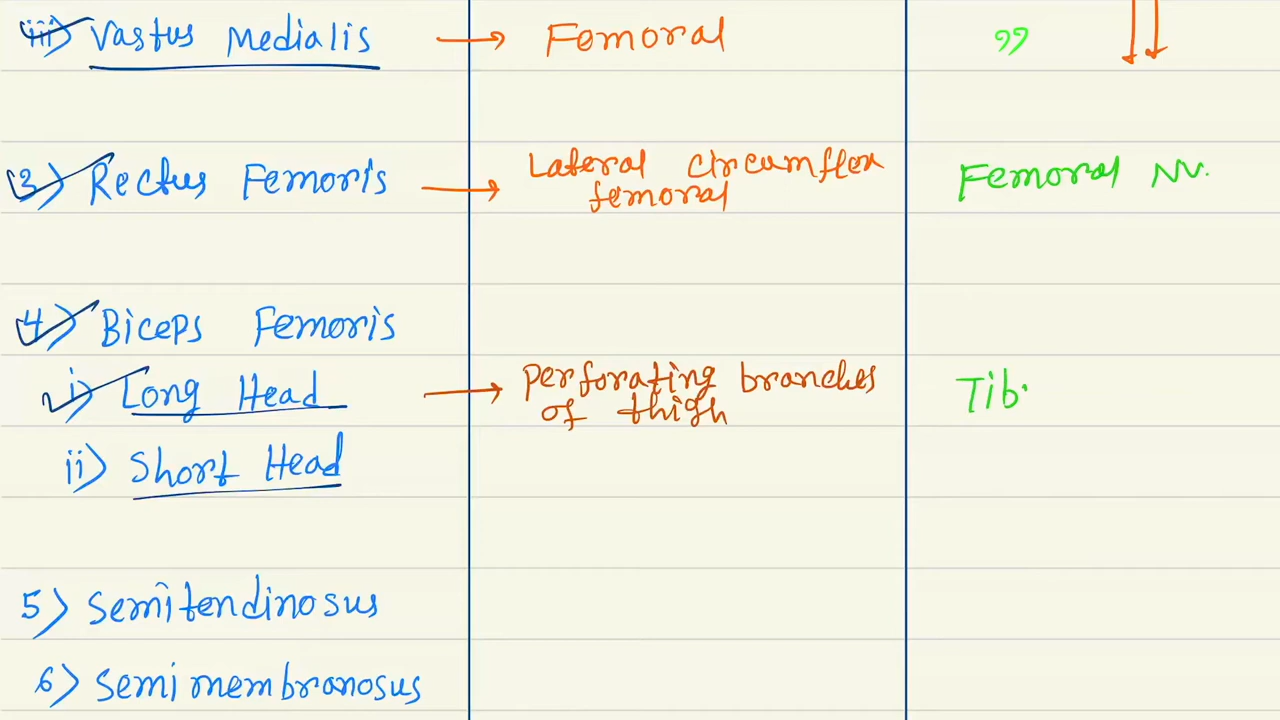 iii) Vastus Medialis → Femoral ”
3) Rectus Femoris → Lateral circumflex femoral Femoral Nv.
4) Biceps Femoris
i) Long Head → Perforating branches of thigh Tib
ii) Short Head
5) Semitendinosus
6) Semimembranosus